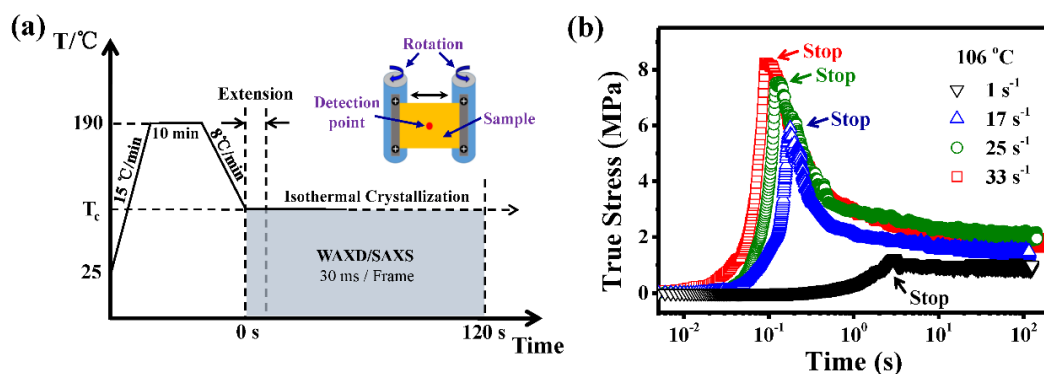 (a)
T/℃
Rotation
Extension
Detection
point
Sample
190
10 min
15℃/min
8℃/min
Isothermal Crystallization
Tc
WAXD/SAXS
30 ms / Frame
25
0 s
120 s
Time
(b)
Stop
Stop
Stop
Stop
106 °C
1 s-1
17 s-1
25 s-1
33 s-1
True Stress (MPa)
8
6
4
2
0
10-2
10-1
100
101
102
Time (s)